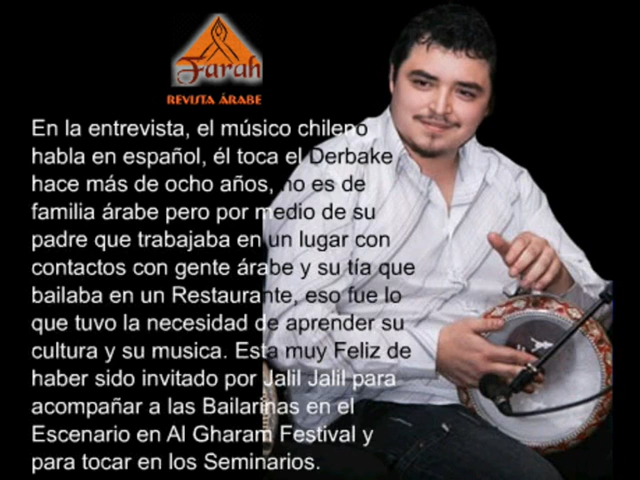 Farah
REVISTA ÁRABE
En la entrevista, el músico chileno
habla en español, él toca el Derbake
hace más de ocho años, no es de
familia árabe pero por medio de su
padre que trabajaba en un lugar con
contactos con gente árabe y su tía que
bailaba en un Restaurante, eso fue lo
que tuvo la necesidad de aprender su
cultura y su musica. Esta muy Feliz de
haber sido invitado por Jalil Jalil para
acompañar a las Bailarinas en el
Escenario en Al Gharam Festival y
para tocar en los Seminarios.